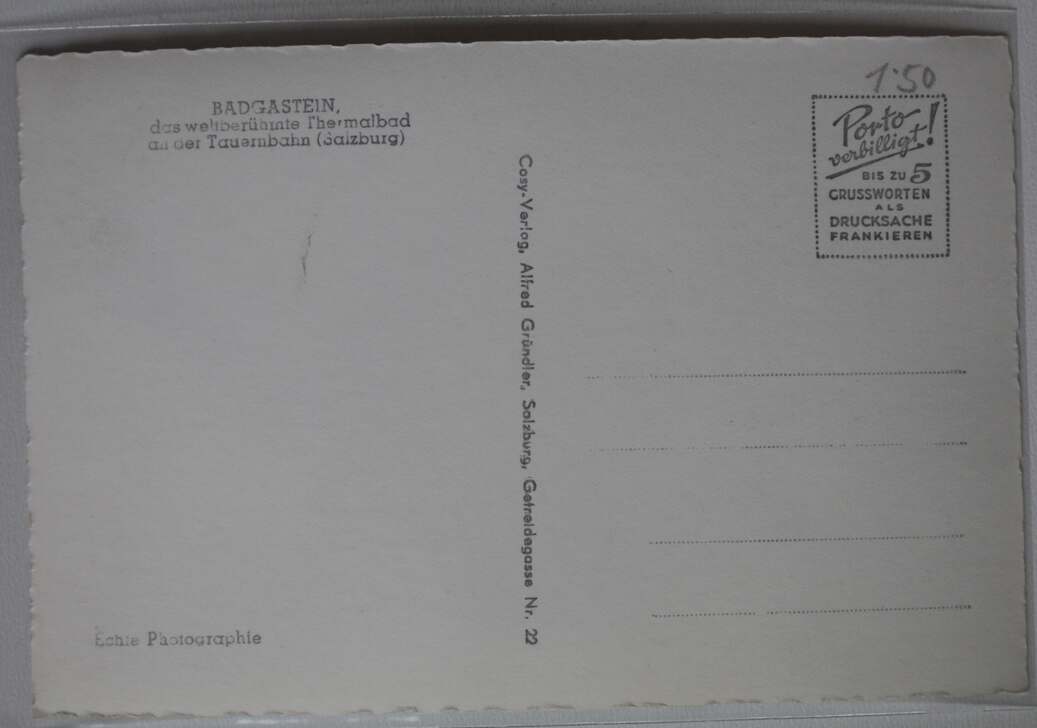 BADGASTEIN,
das weltberühmte Thermalbad
an der Tauernbahn (Salzburg)
Echte Photographie
Cosy-Verlag, Alfred Gründler, Salzburg, Getreidegasse Nr. 22
1·50
Porto
verbilligt!
BIS ZU 5
GRUSSWORTEN
ALS
DRUCKSACHE
FRANKIEREN